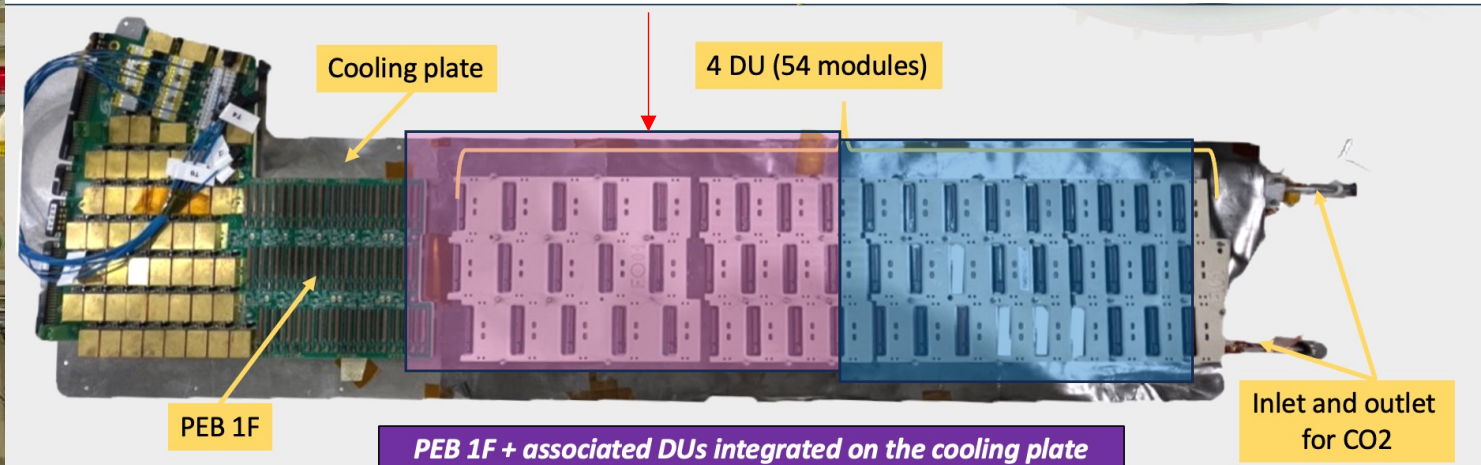 Cooling plate
4 DU (54 modules)
PEB 1F
Inlet and outlet
for CO2
PEB 1F + associated DUs integrated on the cooling plate